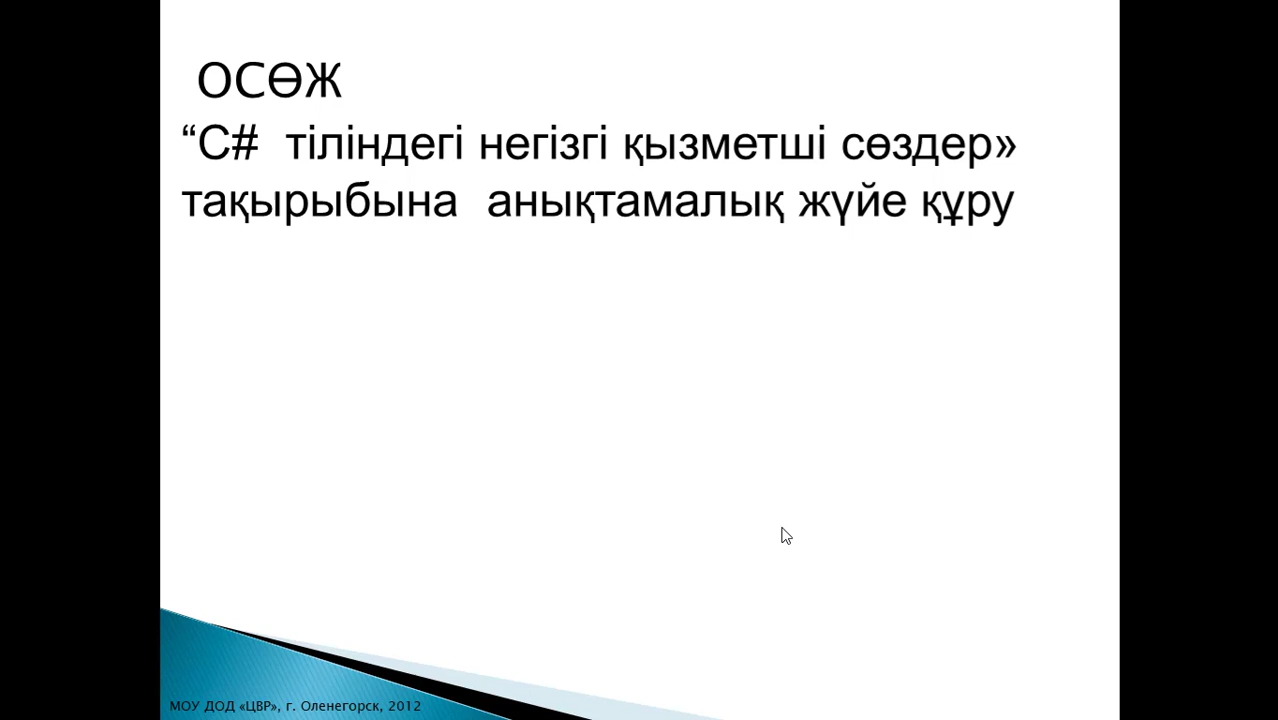 ОСӨЖ
“C# тіліндегі негізгі қызметші сөздер»
тақырыбына анықтамалық жүйе құру
МОУ ДОД «ЦВР», г. Оленегорск, 2012